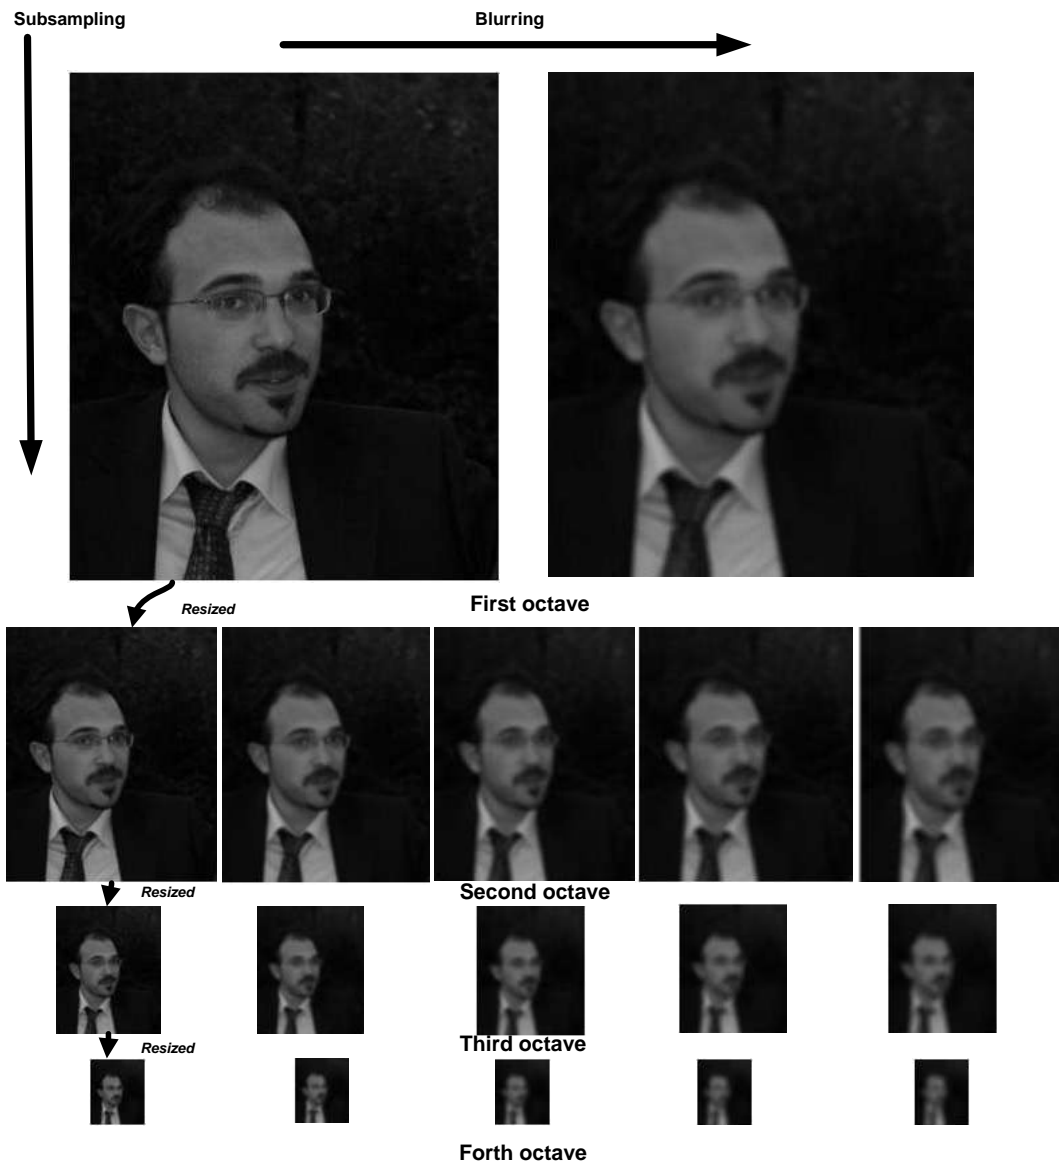 Subsampling
Blurring
Resized
First octave
Resized
Second octave
Resized
Third octave
Forth octave